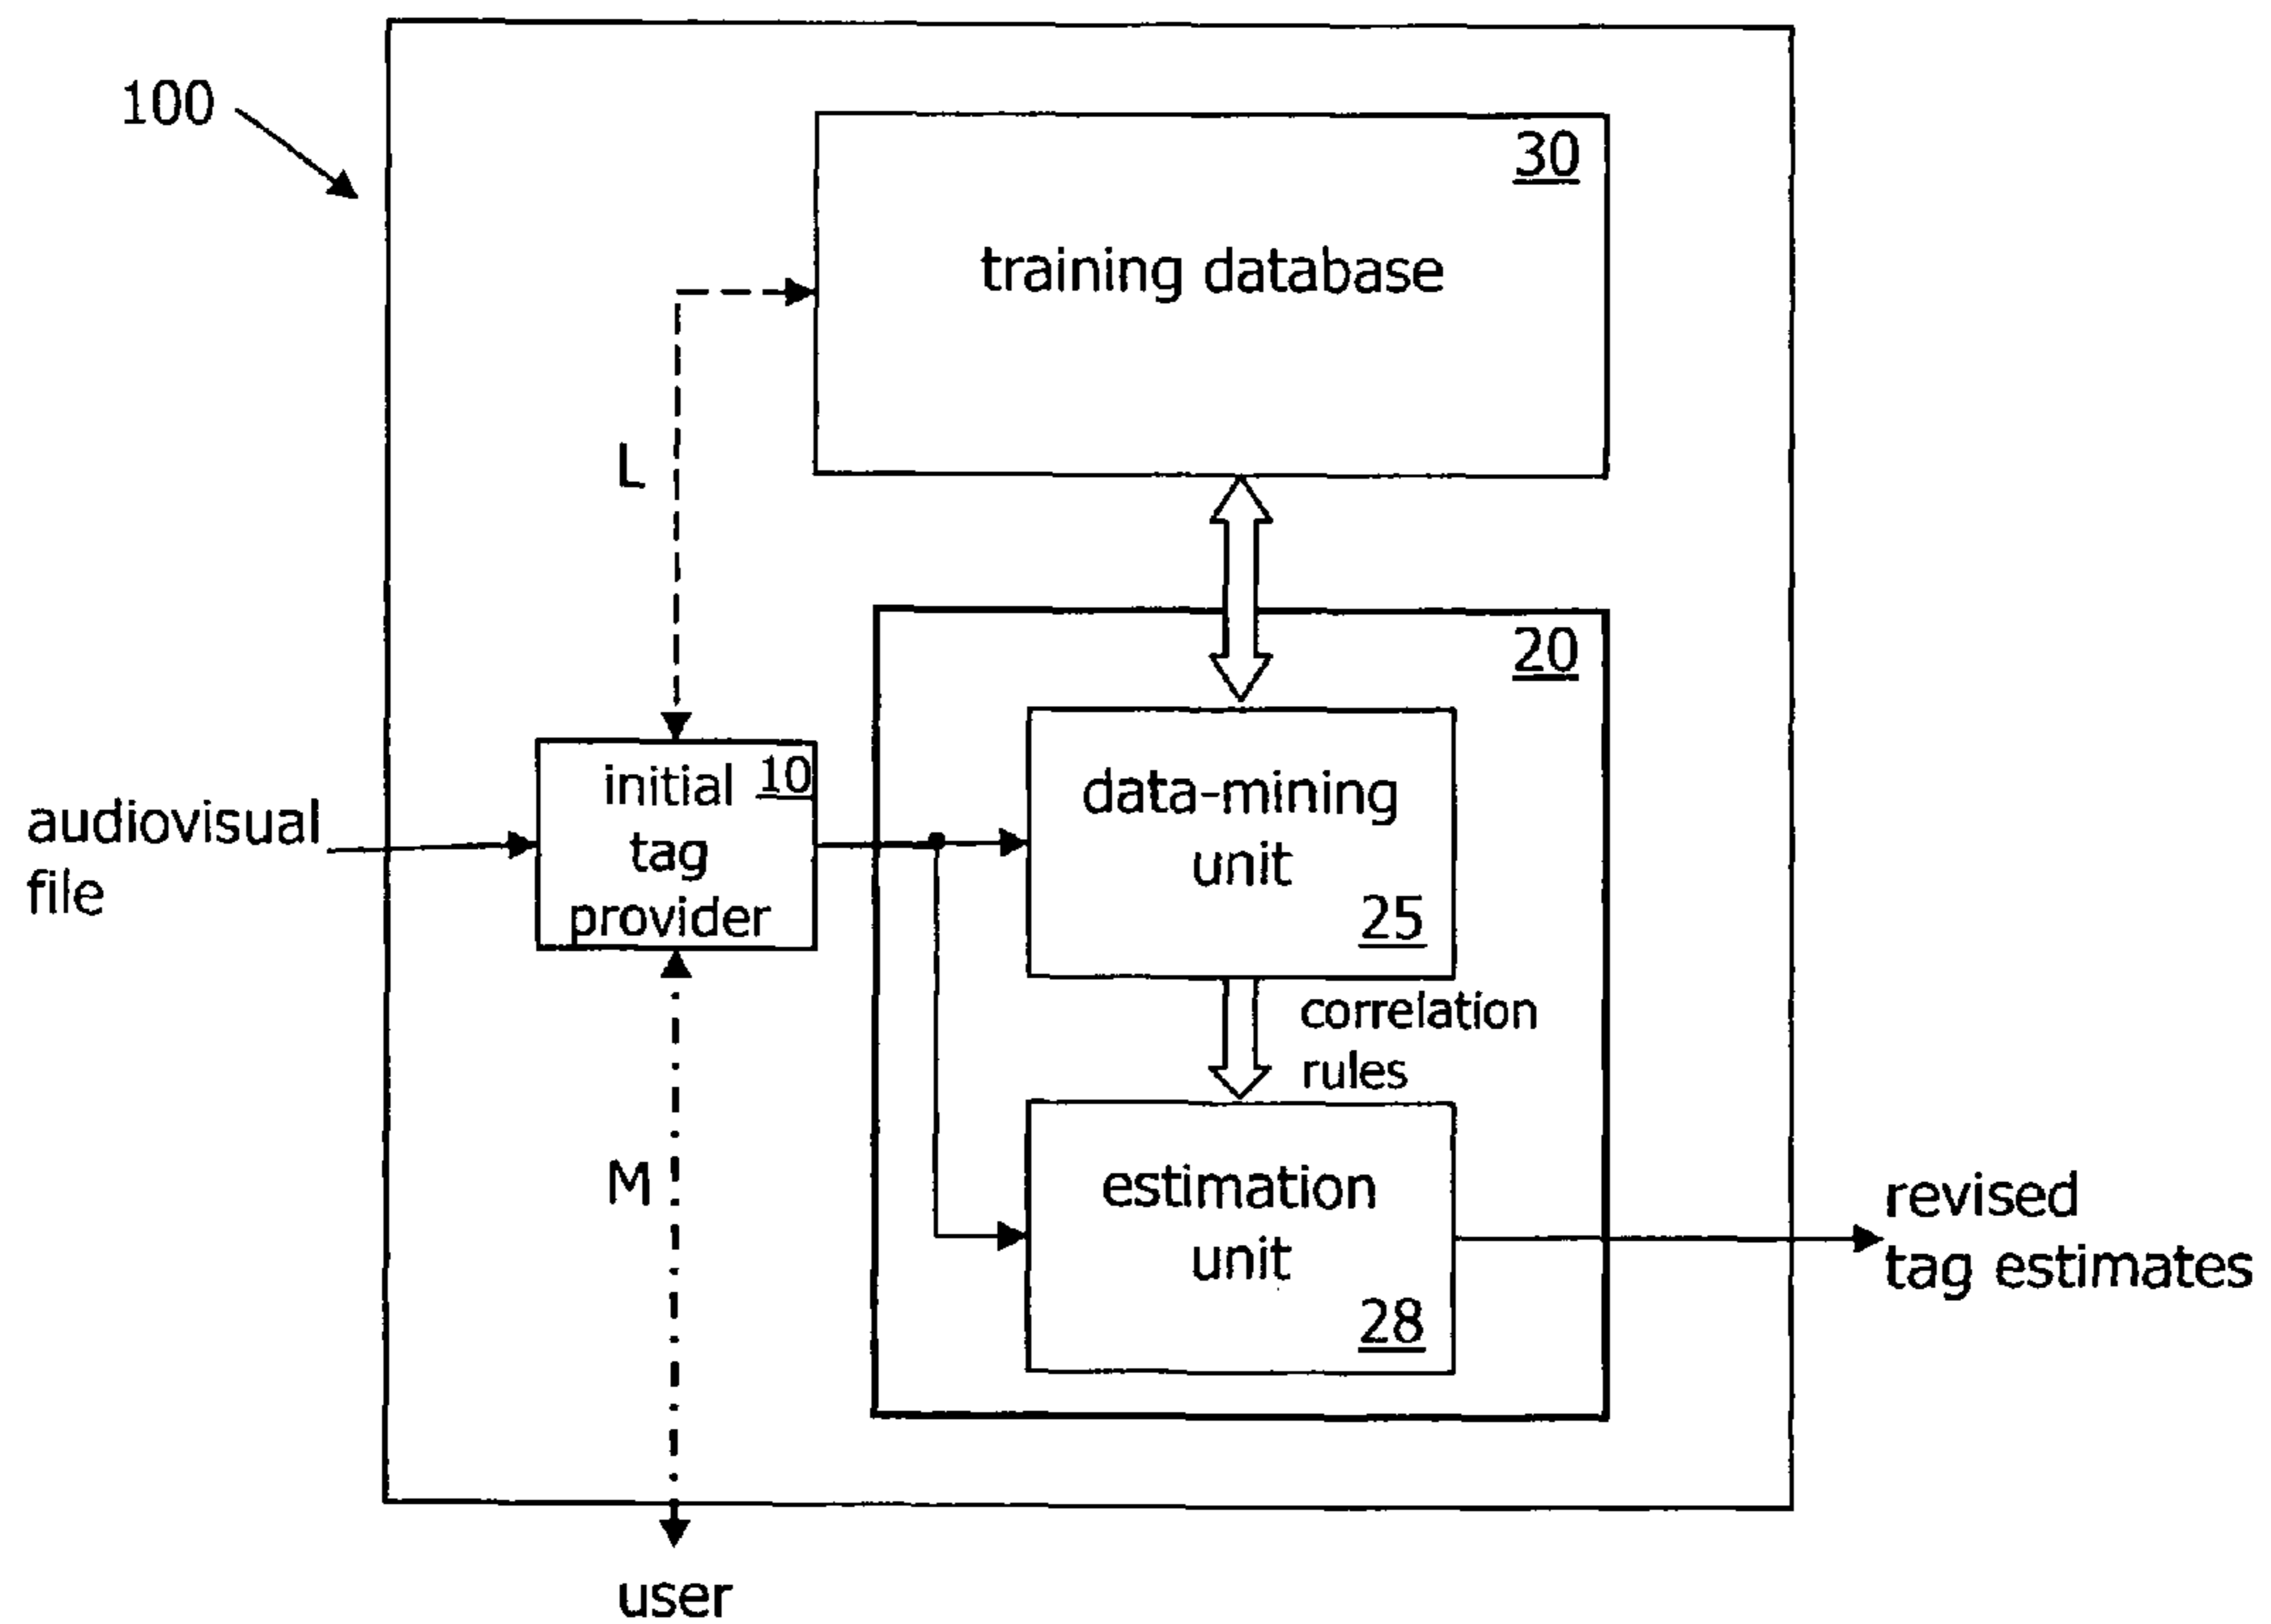 100
30
training database
L
20
initial 10
tag
provider
audiovisual
file
data-mining
unit
25
correlation
rules
M
estimation
unit
28
revised
tag estimates
user